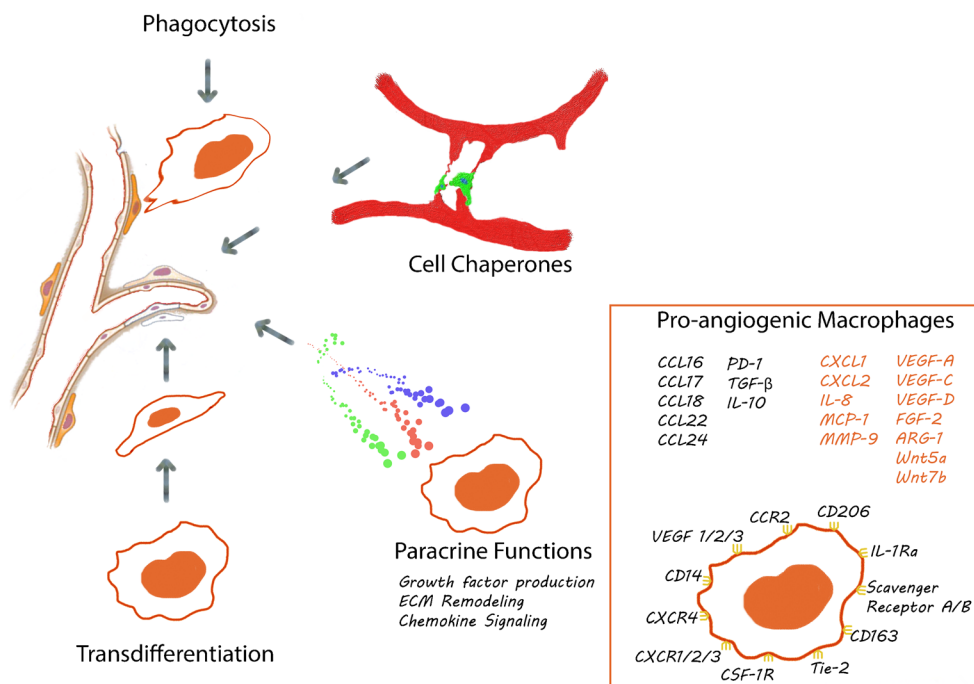 Phagocytosis
Cell Chaperones
Paracrine Functions
Growth factor production
ECM Remodeling
Chemokine Signaling
Transdifferentiation
Pro-angiogenic Macrophages
CCL16 PD-1 CXCL1 VEGF-A
CCL17 TGF-β CXCL2 VEGF-C
CCL18 IL-10 IL-8 VEGF-D
CCL22 MCP-1 FGF-2
CCL24 MMP-9 ARG-1
Wnt5a
Wnt7b
CCR2 CD206
VEGF 1/2/3
IL-1Ra
CD14
Scavenger
Receptor A/B
CXCR4
CD163
CXCR1/2/3
CSF-1R
Tie-2